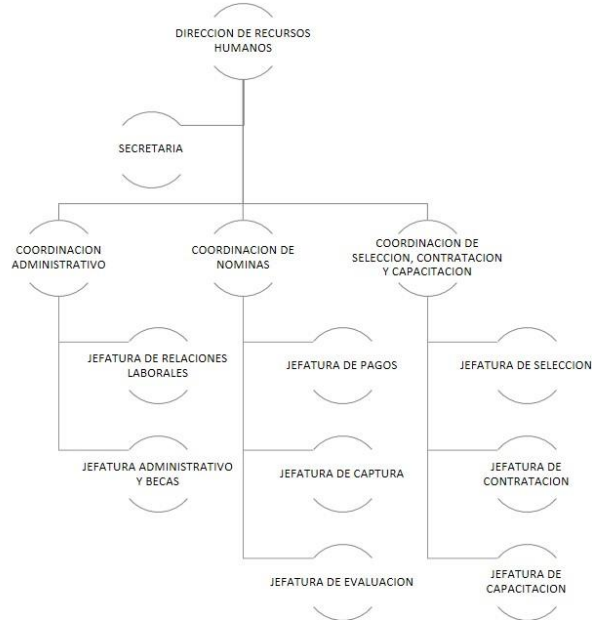 DIRECCION DE RECURSOS
HUMANOS
SECRETARIA
COORDINACION
ADMINISTRATIVO
COORDINACION DE
NOMINAS
COORDINACION DE
SELECCION, CONTRATACION
Y CAPACITACION
JEFATURA DE RELACIONES
LABORALES
JEFATURA DE PAGOS
JEFATURA DE SELECCION
JEFATURA ADMINISTRATIVO
Y BECAS
JEFATURA DE CAPTURA
JEFATURA DE
CONTRATACION
JEFATURA DE EVALUACION
JEFATURA DE
CAPACITACION